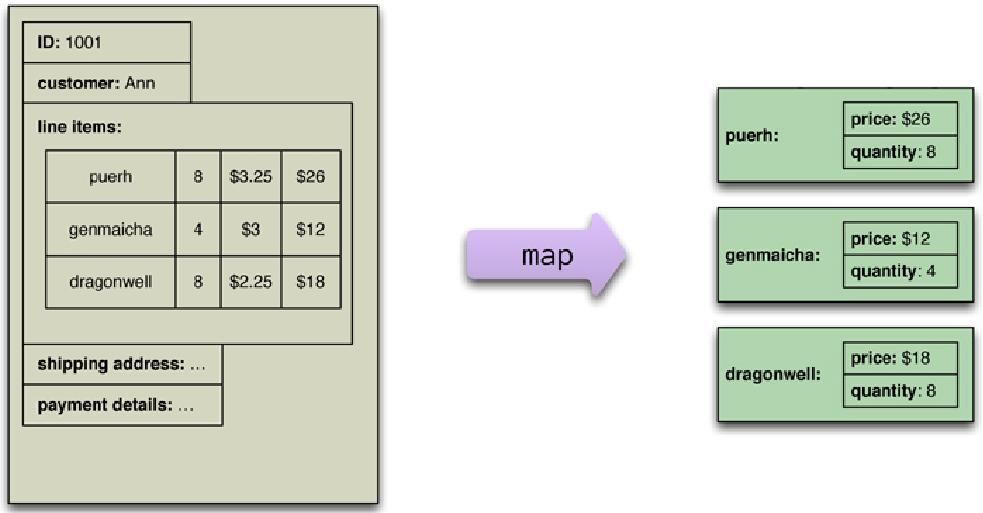 ID: 1001
customer: Ann
line items:
puerh 8 $3.25 $26
genmaicha 4 $3 $12
dragonwell 8 $2.25 $18
shipping address: ...
payment details: ...
map
puerh:
price: $26
quantity: 8
genmaicha:
price: $12
quantity: 4
dragonwell:
price: $18
quantity: 8